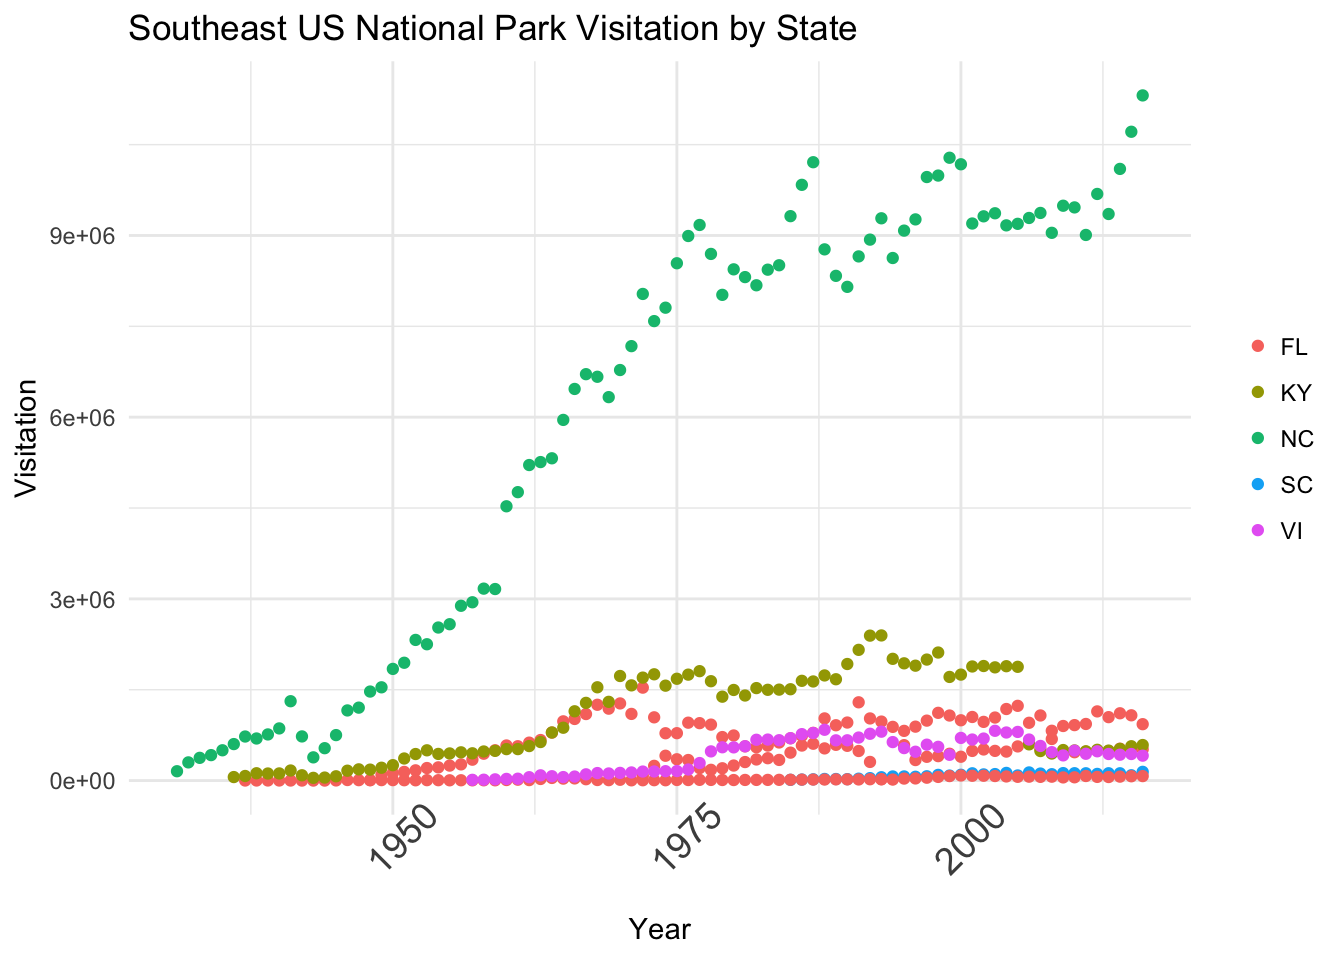 Southeast US National Park Visitation by State
Visitation
9e+06
6e+06
3e+06
0e+00
1950
1975
2000
Year
FL
KY
NC
SC
VI